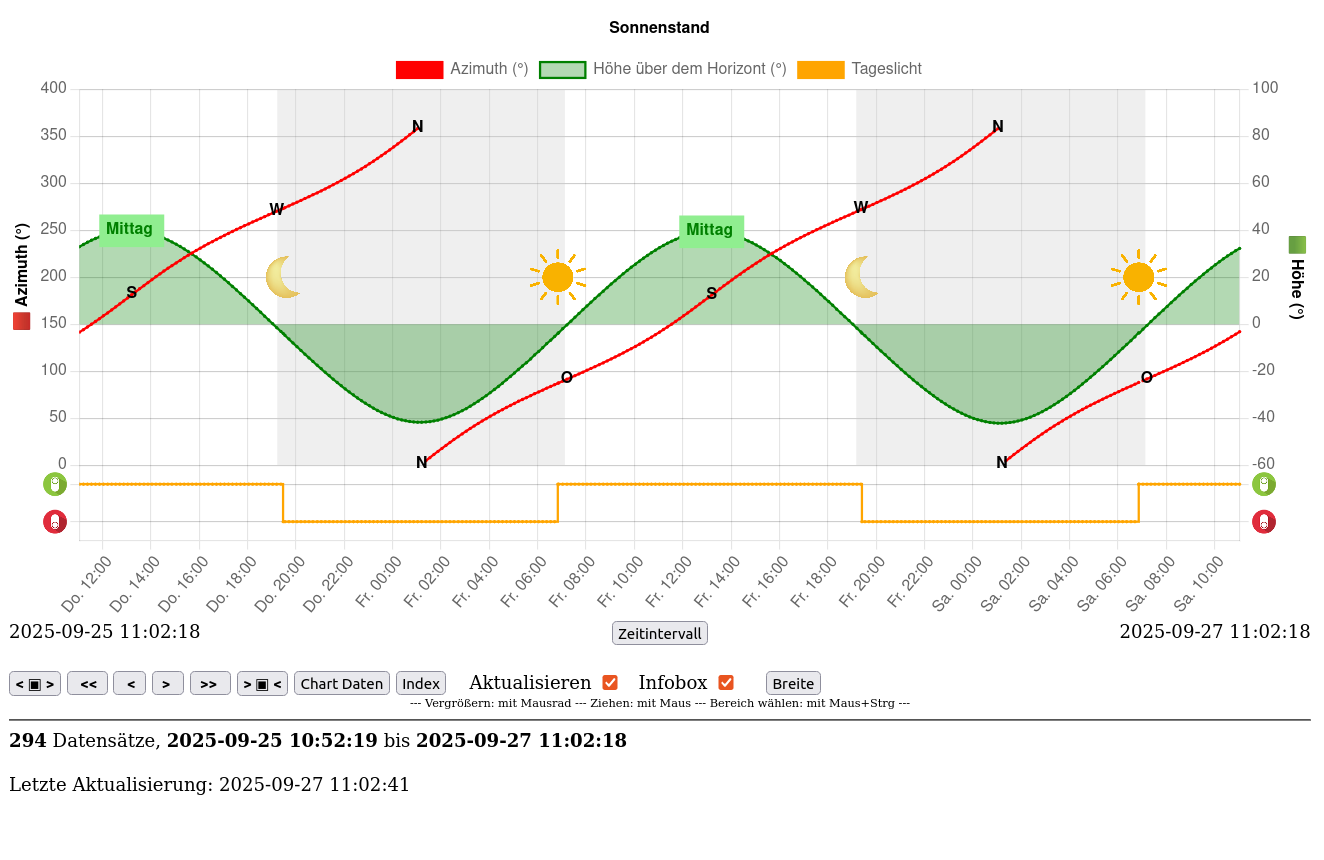 Sonnenstand
Azimuth (°) Höhe über dem Horizont (°) Tageslicht
400 100
350 80
300 60
250 40
200 20
150 0
100 -20
50 -40
0 -60
Azimuth (°)
Höhe (°)
N N
W W
Mittag Mittag
S S
O O
N N
Do. 12:00 Do. 14:00 Do. 16:00 Do. 18:00 Do. 20:00 Do. 22:00 Fr. 00:00 Fr. 02:00 Fr. 04:00 Fr. 06:00 Fr. 08:00 Fr. 10:00 Fr. 12:00 Fr. 14:00 Fr. 16:00 Fr. 18:00 Fr. 20:00 Fr. 22:00 Sa. 00:00 Sa. 02:00 Sa. 04:00 Sa. 06:00 Sa. 08:00 Sa. 10:00
2025-09-25 11:02:18 Zeitintervall 2025-09-27 11:02:18
< ▣ > << < > >> > ▣ < Chart Daten Index Aktualisieren Infobox Breite
--- Vergrößern: mit Mausrad --- Ziehen: mit Maus --- Bereich wählen: mit Maus+Strg ---
294 Datensätze, 2025-09-25 10:52:19 bis 2025-09-27 11:02:18
Letzte Aktualisierung: 2025-09-27 11:02:41